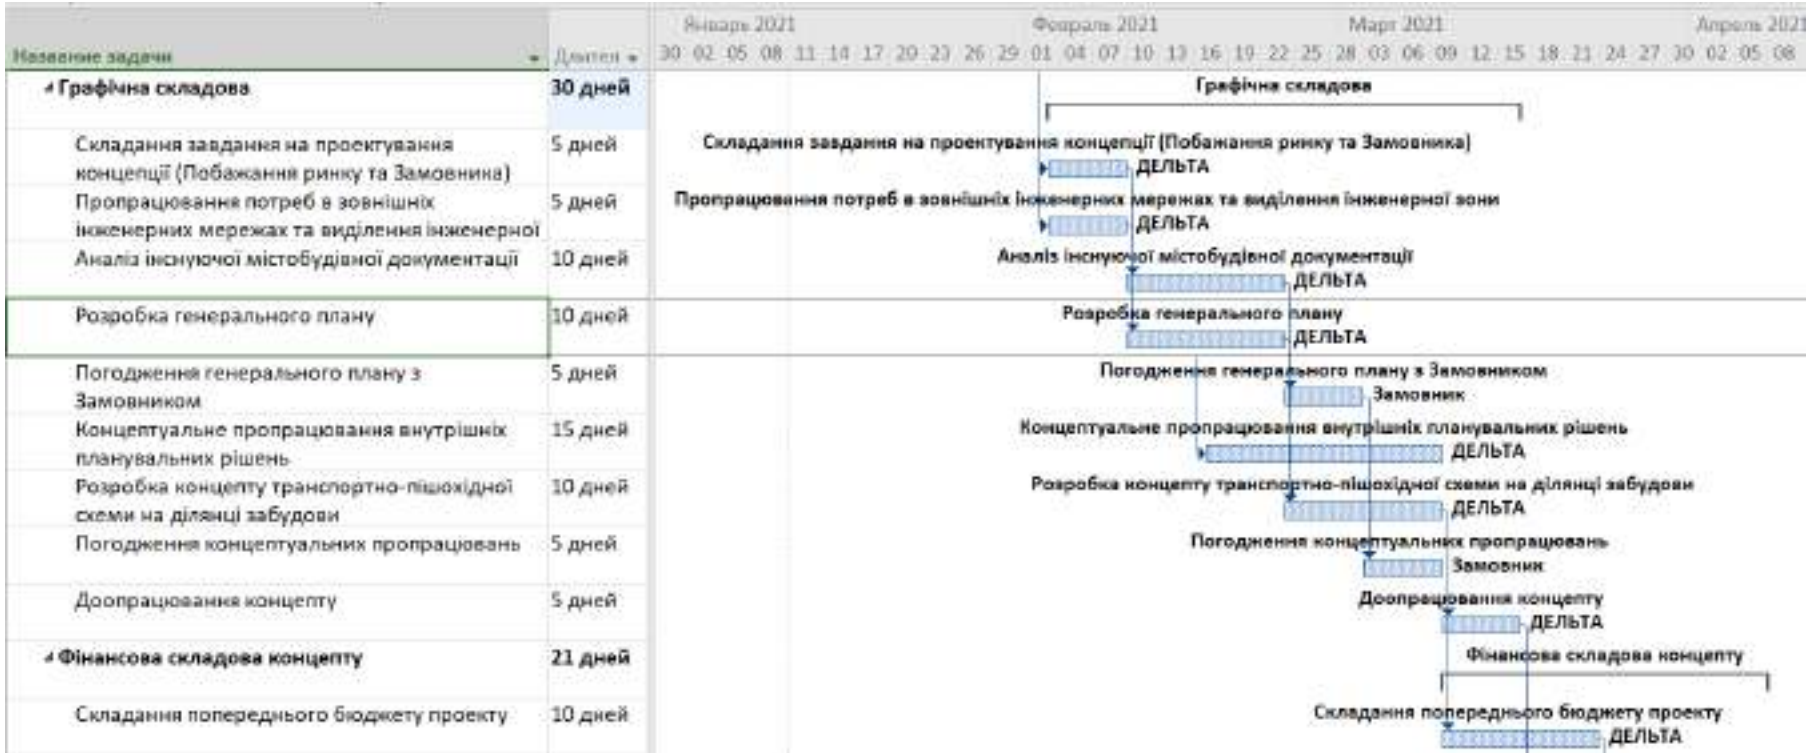 Январь 2021 Февраль 2021 Март 2021 Апрель 2021
Название задачи Длител 30 02 05 08 11 14 17 20 23 26 29 01 04 07 10 13 16 19 22 25 28 03 06 09 12 15 18 21 24 27 30 02 05 08
Графічна складова 30 дней Графічна складова
Складання завдання на проектування 5 дней Складання завдання на проектування концепції (Побажання ринку та Замовника)
концепції (Побажання ринку та Замовника) ДЕЛЬТА
Пропрацювання потреб в зовнішніх 5 дней Пропрацювання потреб в зовнішніх інженерних мережах та виділення інженерної зони
інженерних мережах та виділення інженерної ДЕЛЬТА
Аналіз існуючої містобудівної документації 10 дней Аналіз існуючої містобудівної документації
ДЕЛЬТА
Розробка генерального плану 10 дней Розробка генерального плану
ДЕЛЬТА
Погодження генерального плану з 5 дней Погодження генерального плану з Замовником
Замовником Замовник
Концептуальне пропрацювання внутрішніх 15 дней Концептуальне пропрацювання внутрішніх планувальних рішень
планувальних рішень ДЕЛЬТА
Розробка концепту транспортно-пішохідної 10 дней Розробка концепту транспортно-пішохідної схеми на ділянці забудови
схеми на ділянці забудови ДЕЛЬТА
Погодження концептуальних пропрацювань 5 дней Погодження концептуальних пропрацювань
Замовник
Доопрацювання концепту 5 дней Доопрацювання концепту
ДЕЛЬТА
Фінансова складова концепту 21 дней Фінансова складова концепту
Складання попереднього бюджету проекту 10 дней Складання попереднього бюджету проекту
ДЕЛЬТА